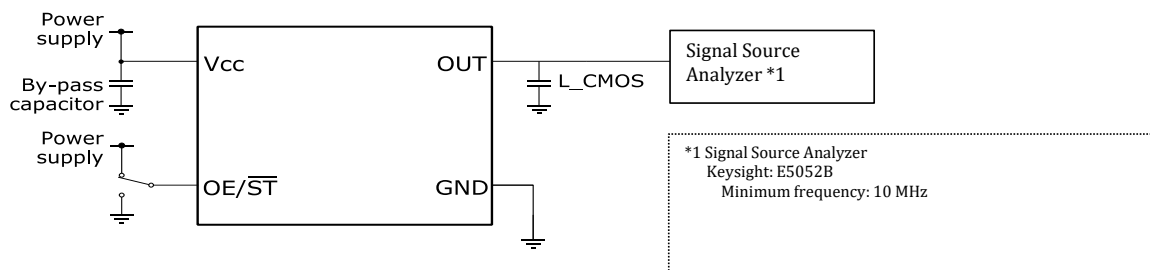 Power
supply
By-pass
capacitor
Power
supply
Vcc
OE/S̅T̅
OUT
GND
L_CMOS
Signal Source
Analyzer *1
*1 Signal Source Analyzer
Keysight: E5052B
Minimum frequency: 10 MHz